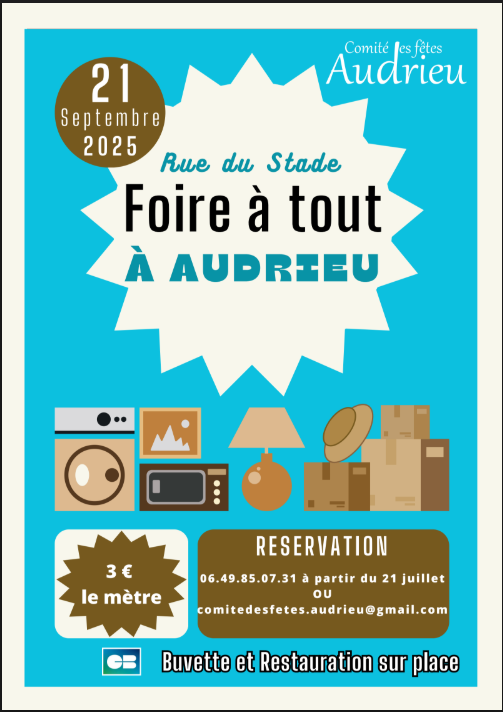 Comité des fêtes
Audrieu
21
Septembre
2025
Rue du Stade
Foire à tout
À AUDRIEU
3 €
le mètre
RESERVATION
06.49.85.07.31 à partir du 21 juillet
OU
comitedesfetes.audrieu@gmail.com
CB
Buvette et Restauration sur place